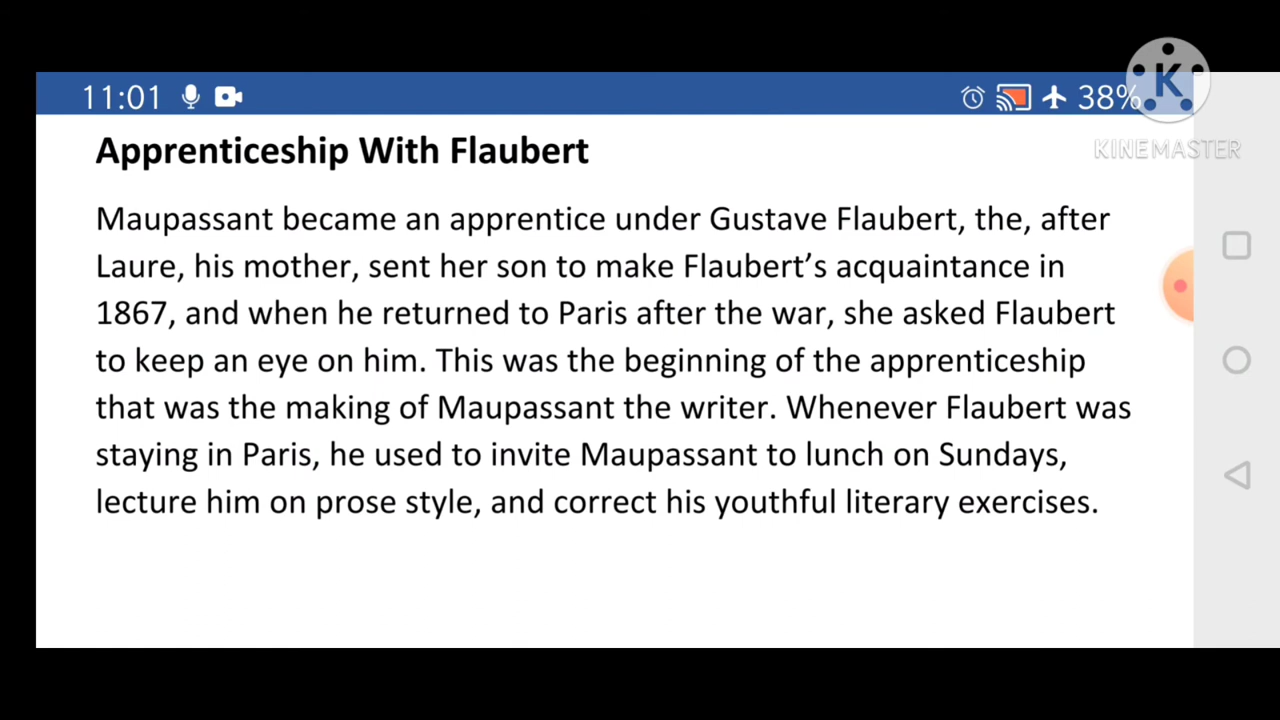 11:01 38%
K
KINEMASTER
Apprenticeship With Flaubert
Maupassant became an apprentice under Gustave Flaubert, the, after
Laure, his mother, sent her son to make Flaubert’s acquaintance in
1867, and when he returned to Paris after the war, she asked Flaubert
to keep an eye on him. This was the beginning of the apprenticeship
that was the making of Maupassant the writer. Whenever Flaubert was
staying in Paris, he used to invite Maupassant to lunch on Sundays,
lecture him on prose style, and correct his youthful literary exercises.